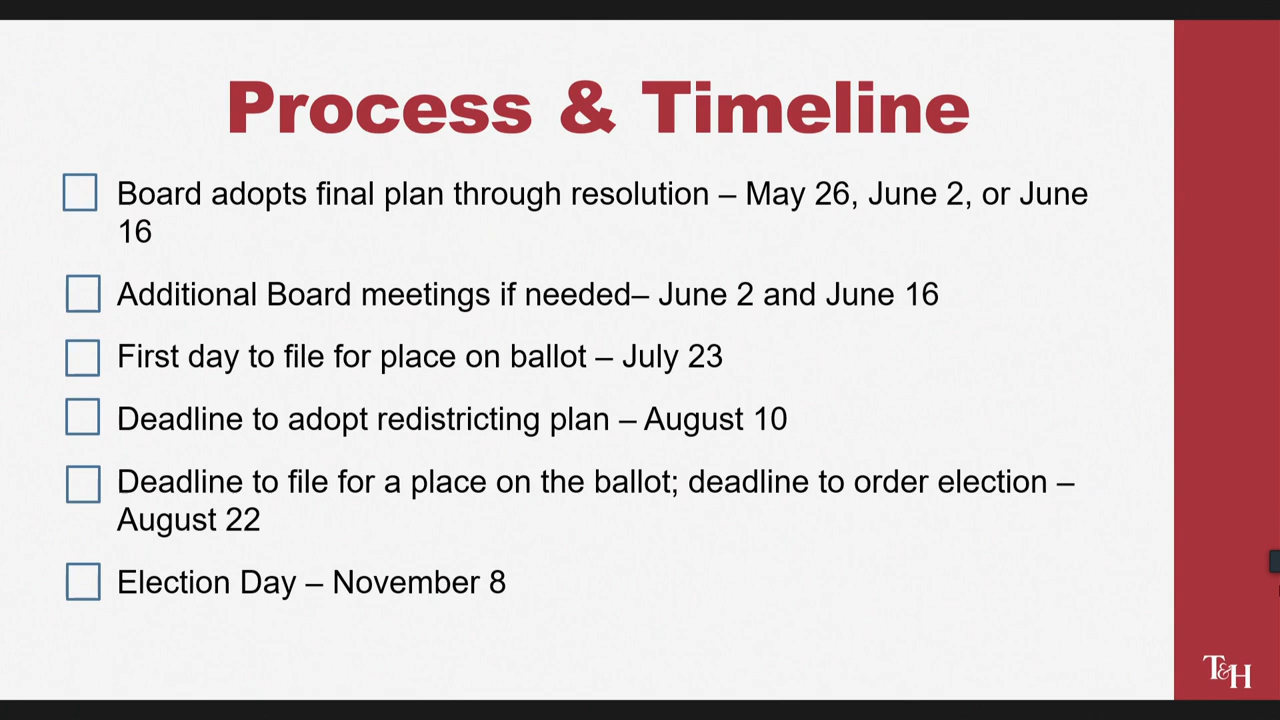 Process & Timeline
Board adopts final plan through resolution – May 26, June 2, or June
16
Additional Board meetings if needed– June 2 and June 16
First day to file for place on ballot – July 23
Deadline to adopt redistricting plan – August 10
Deadline to file for a place on the ballot; deadline to order election –
August 22
Election Day – November 8
T&H